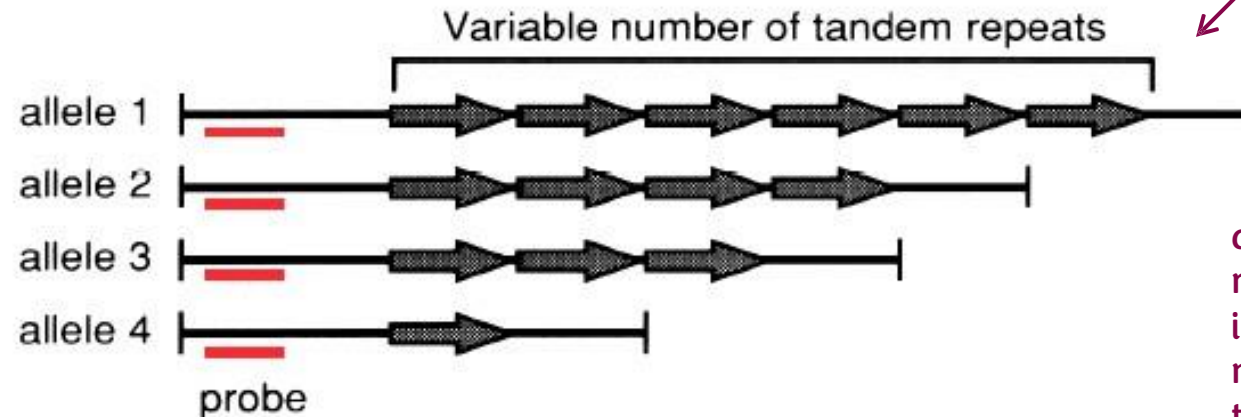 Variable number of tandem repeats
allele 1
allele 2
allele 3
allele 4
probe